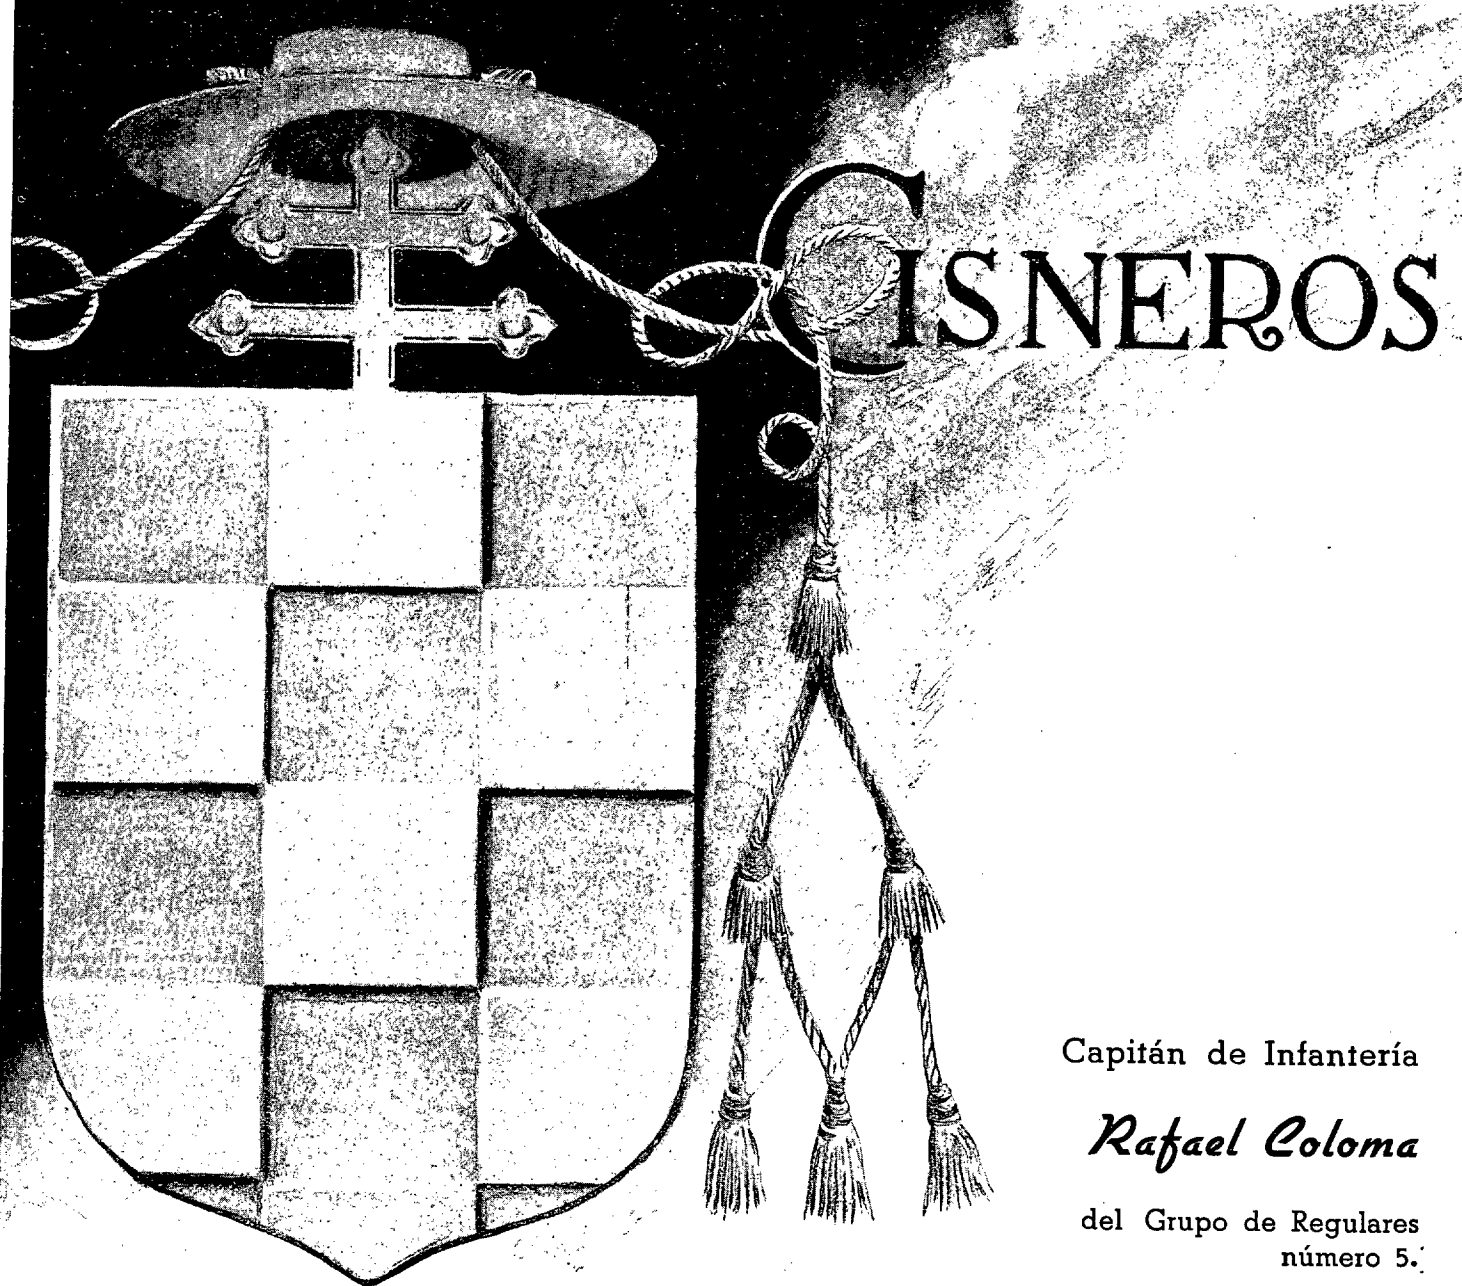 CISNEROS
Capitán de Infantería
Rafael Coloma
del Grupo de Regulares
número 5.